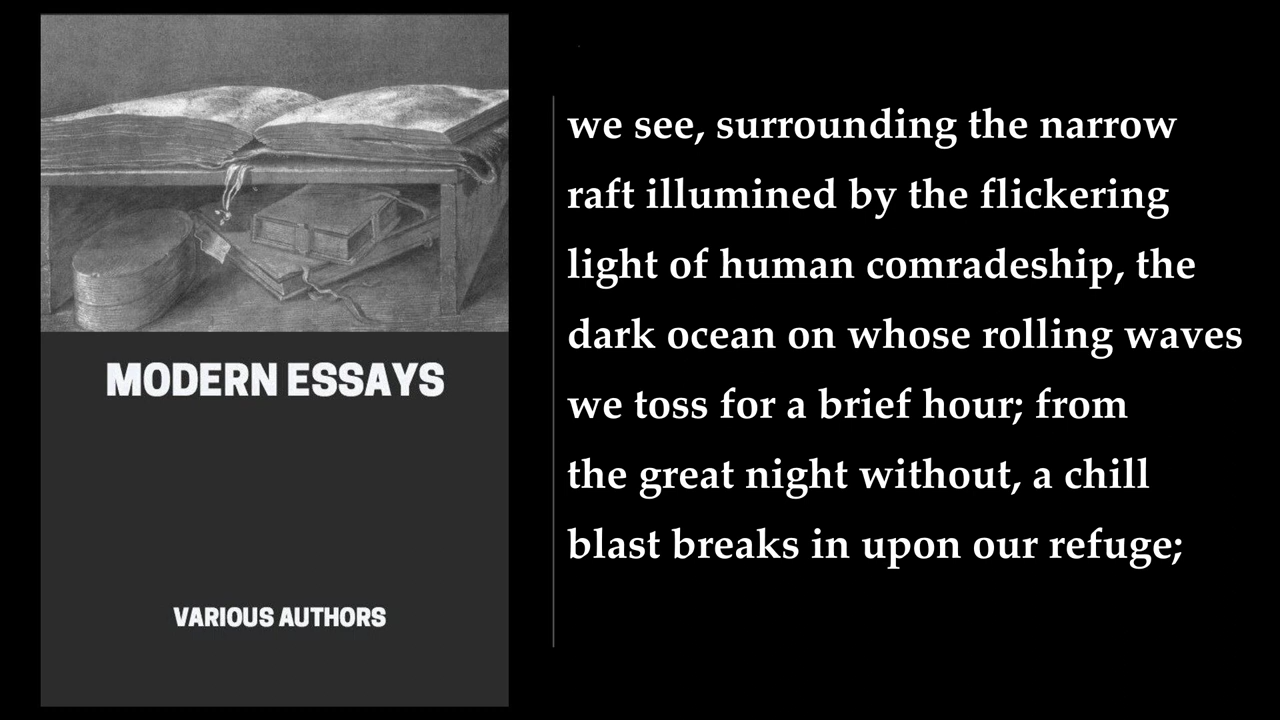 MODERN ESSAYS
VARIOUS AUTHORS
we see, surrounding the narrow
raft illumined by the flickering
light of human comradeship, the
dark ocean on whose rolling waves
we toss for a brief hour; from
the great night without, a chill
blast breaks in upon our refuge;